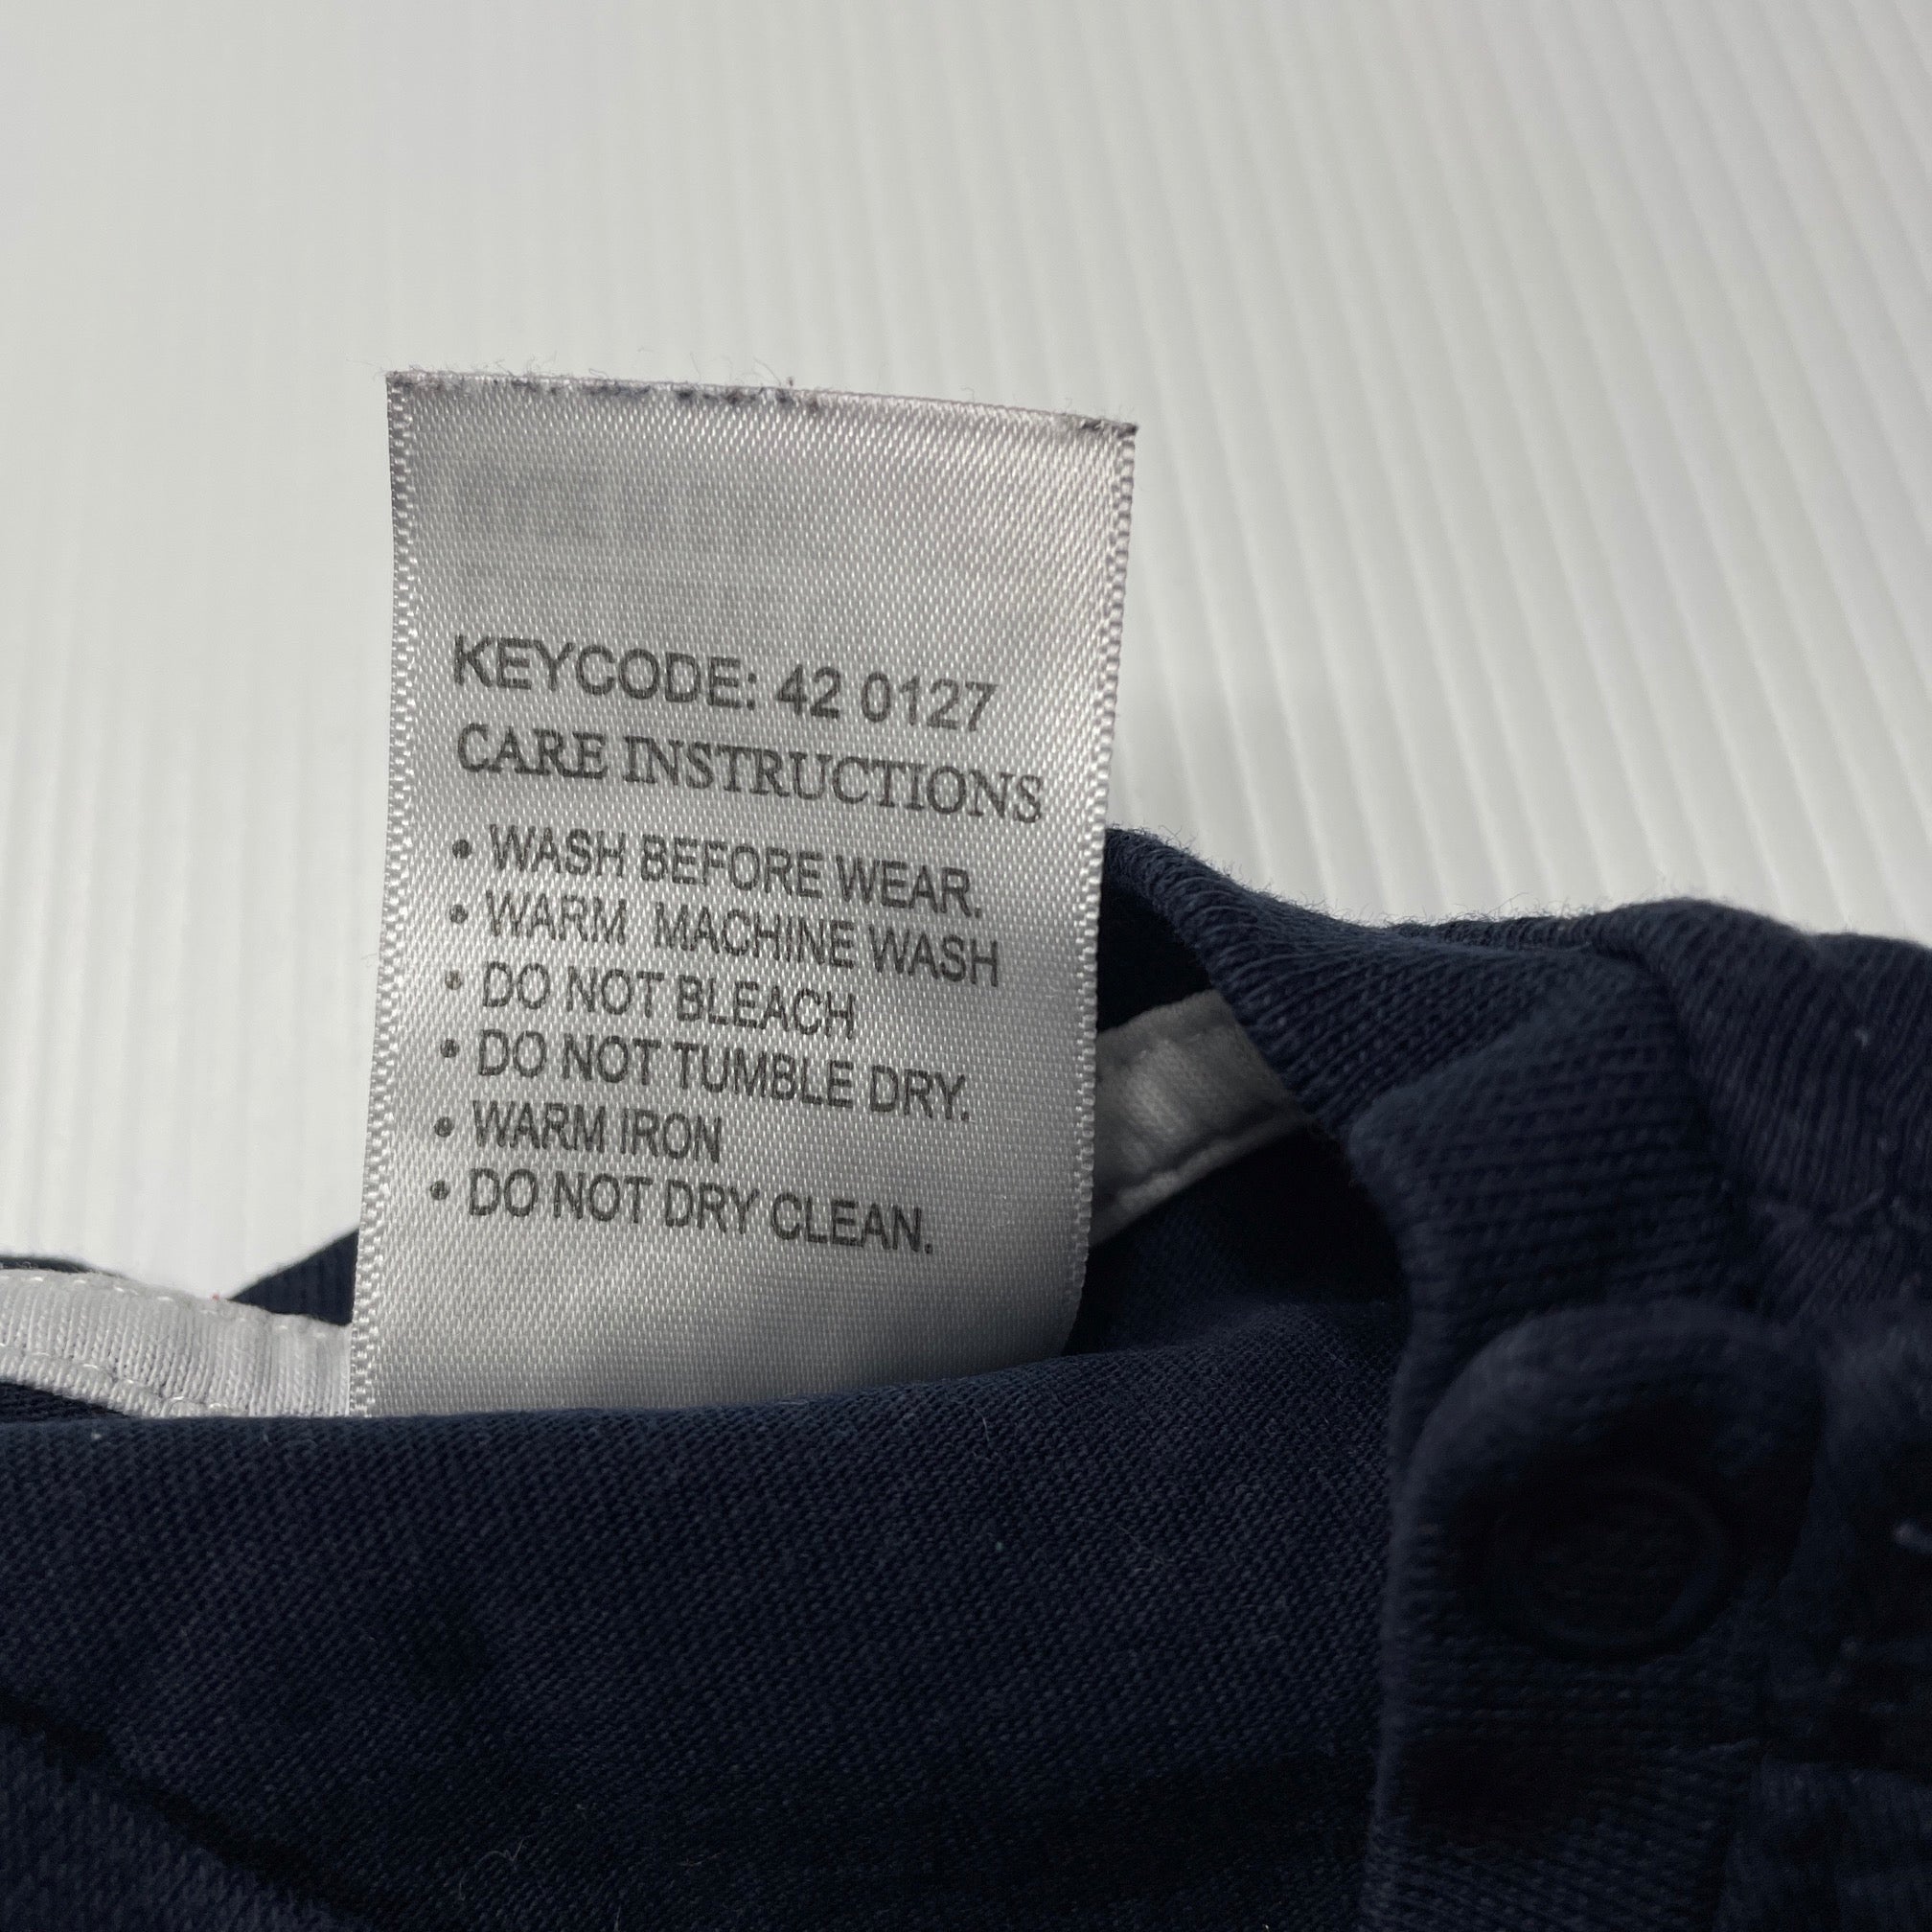 KEYCODE: 42 0127
CARE INSTRUCTIONS
• WASH BEFORE WEAR.
• WARM MACHINE WASH
• DO NOT BLEACH
• DO NOT TUMBLE DRY.
• WARM IRON
• DO NOT DRY CLEAN.